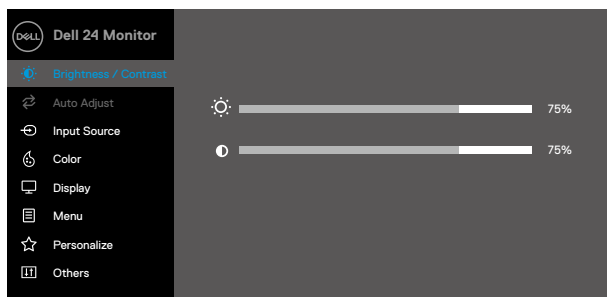 DELL Dell 24 Monitor
Brightness / Contrast
Auto Adjust
75%
Input Source
75%
Color
Display
Menu
Personalize
Others